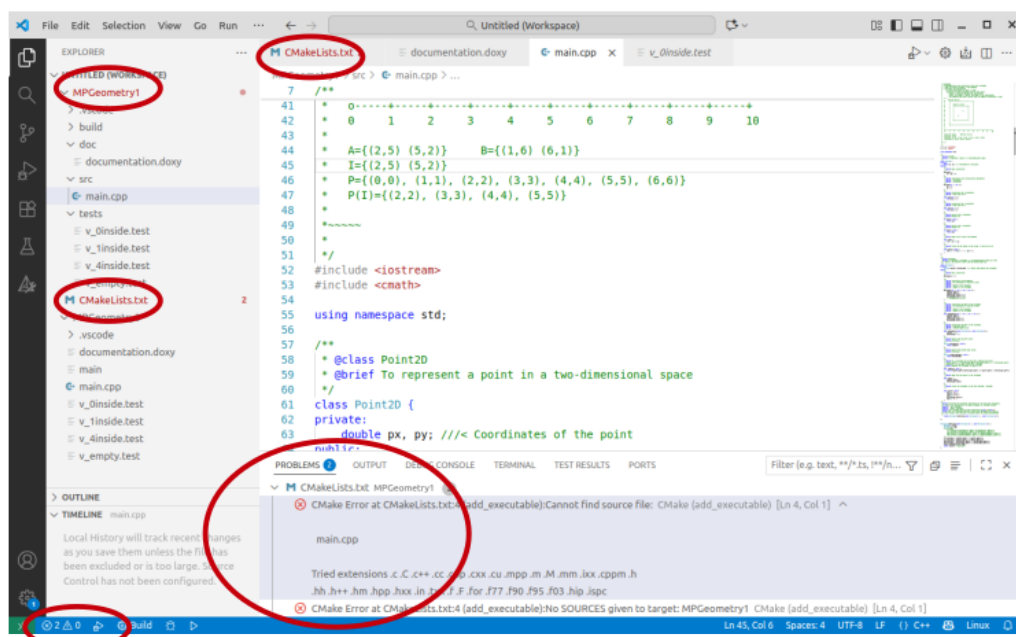 File Edit Selection View Go Run ··· Untitled (Workspace)
EXPLORER ···
UNTITLED (WORKSPACE)
MPGeometry1
.vscode
build
doc
documentation.doxy
src
main.cpp
tests
v_0inside.test
v_1inside.test
v_4inside.test
v_empty.test
CMakeLists.txt 2
.vscode
documentation.doxy
main
main.cpp
v_0inside.test
v_1inside.test
v_4inside.test
v_empty.test
OUTLINE
TIMELINE main.cpp
Local History will track recent changes
as you save them unless the file has
been excluded or is too large. Source
Control has not been configured.
CMakeLists.txt documentation.doxy main.cpp × v_0inside.test
src > main.cpp > ...
7 /**
41 * o-----+-----+-----+-----+-----+-----+-----+-----+-----+-----+
42 * 0 1 2 3 4 5 6 7 8 9 10
43 *
44 * A={(2,5) (5,2)} B={(1,6) (6,1)}
45 * I={(2,5) (5,2)}
46 * P={(0,0), (1,1), (2,2), (3,3), (4,4), (5,5), (6,6)}
47 * P(I)={(2,2), (3,3), (4,4), (5,5)}
48 *
49 *~~~~~
50 *
51 */
52 #include <iostream>
53 #include <cmath>
54
55 using namespace std;
56
57 /**
58 * @class Point2D
59 * @brief To represent a point in a two-dimensional space
60 */
61 class Point2D {
62 private:
63 double px, py; ///< Coordinates of the point
public:
PROBLEMS 2 OUTPUT DEBUG CONSOLE TERMINAL TEST RESULTS PORTS Filter (e.g. text, **/*.ts, !**/n...
CMakeLists.txt MPGeometry1 2
CMake Error at CMakeLists.txt:4 (add_executable):Cannot find source file: CMake (add_executable) [Ln 4, Col 1]
main.cpp
Tried extensions .c .C .c++ .cc .cpp .cxx .cu .mpp .m .M .mm .ixx .cppm .h
.hh .h++ .hm .hpp .hxx .in .txx .f .F .for .f77 .f90 .f95 .f03 .hip .ispc
CMake Error at CMakeLists.txt:4 (add_executable):No SOURCES given to target: MPGeometry1 CMake (add_executable) [Ln 4, Col 1]
2 0 Build Ln 45, Col 6 Spaces: 4 UTF-8 LF {} C++ Linux